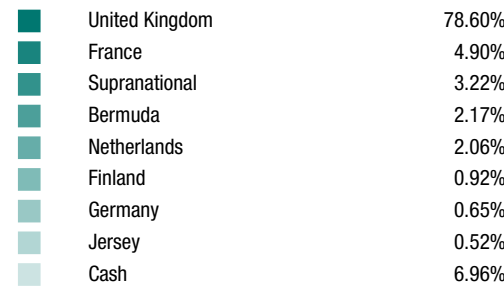 United Kingdom 78.60%
France 4.90%
Supranational 3.22%
Bermuda 2.17%
Netherlands 2.06%
Finland 0.92%
Germany 0.65%
Jersey 0.52%
Cash 6.96%